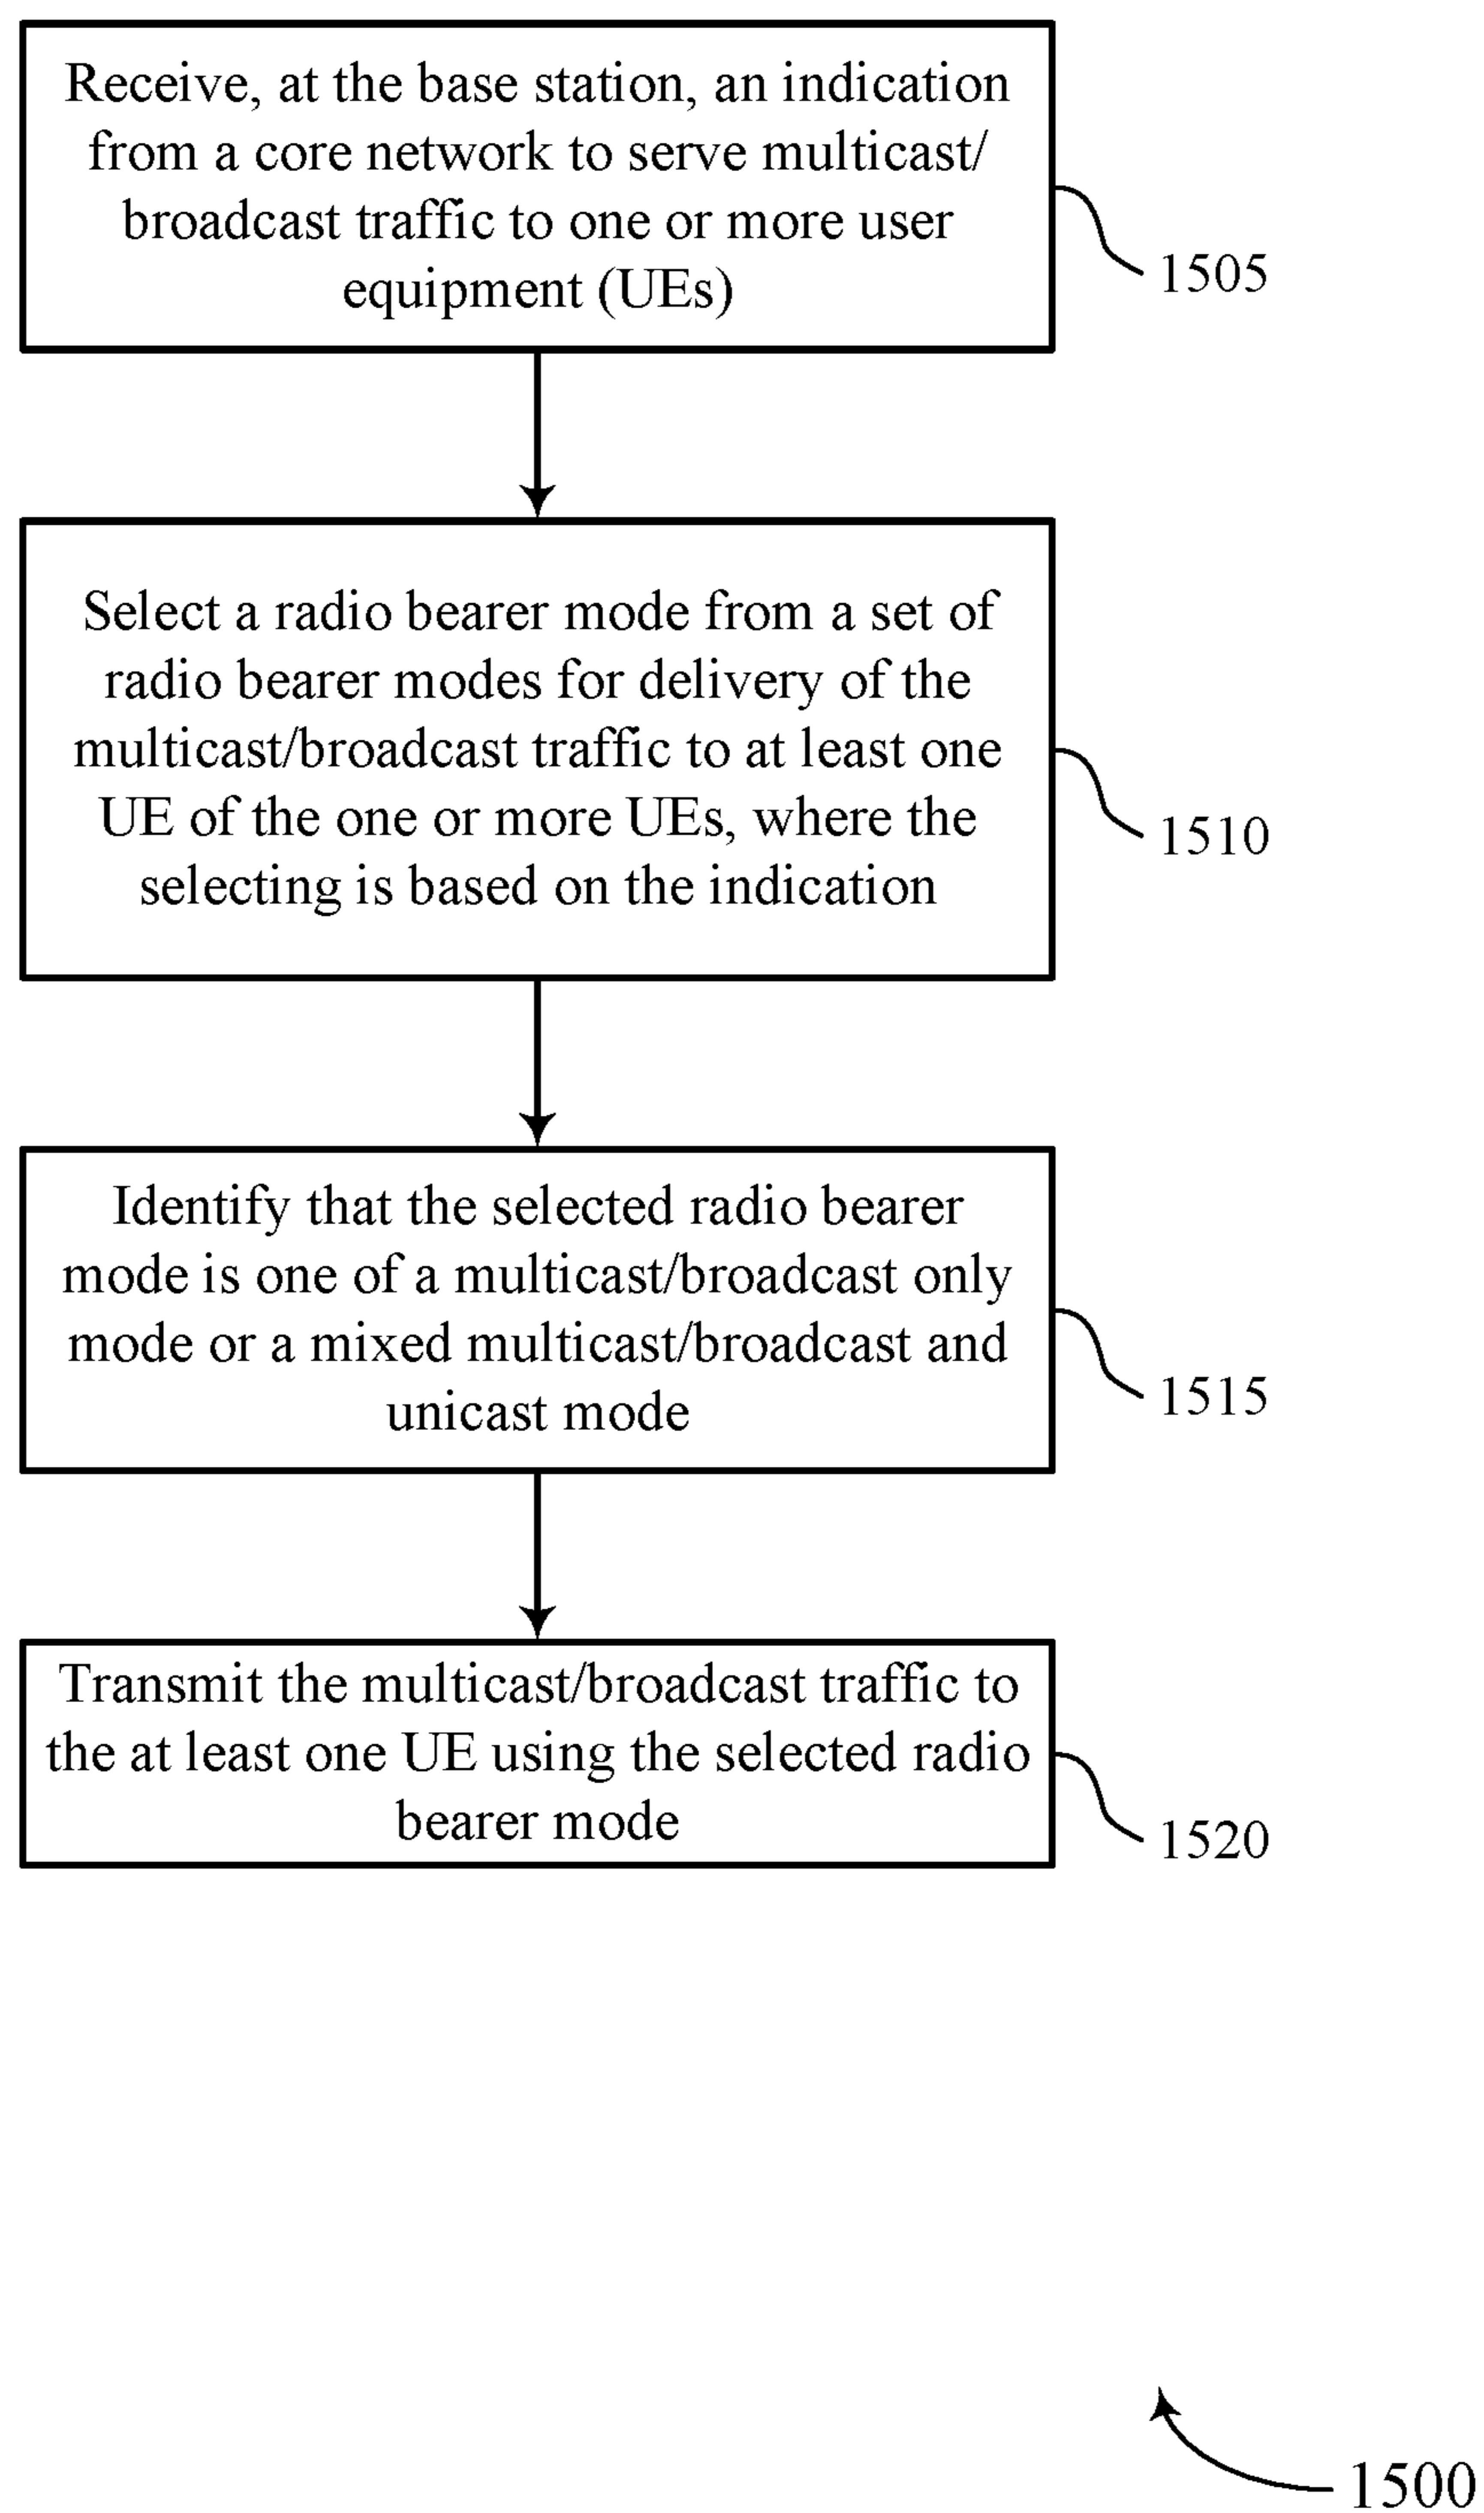 Receive, at the base station, an indication
from a core network to serve multicast/
broadcast traffic to one or more user
equipment (UEs)
1505
Select a radio bearer mode from a set of
radio bearer modes for delivery of the
multicast/broadcast traffic to at least one
UE of the one or more UEs, where the
selecting is based on the indication
1510
Identify that the selected radio bearer
mode is one of a multicast/broadcast only
mode or a mixed multicast/broadcast and
unicast mode
1515
Transmit the multicast/broadcast traffic to
the at least one UE using the selected radio
bearer mode
1520
1500